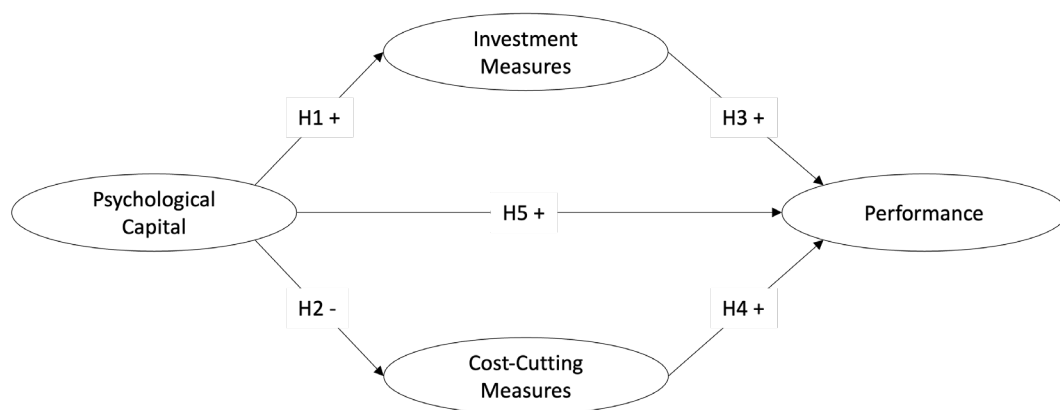 Investment
Measures
H1 +
H3 +
Psychological
Capital
H5 +
Performance
H2 -
H4 +
Cost-Cutting
Measures